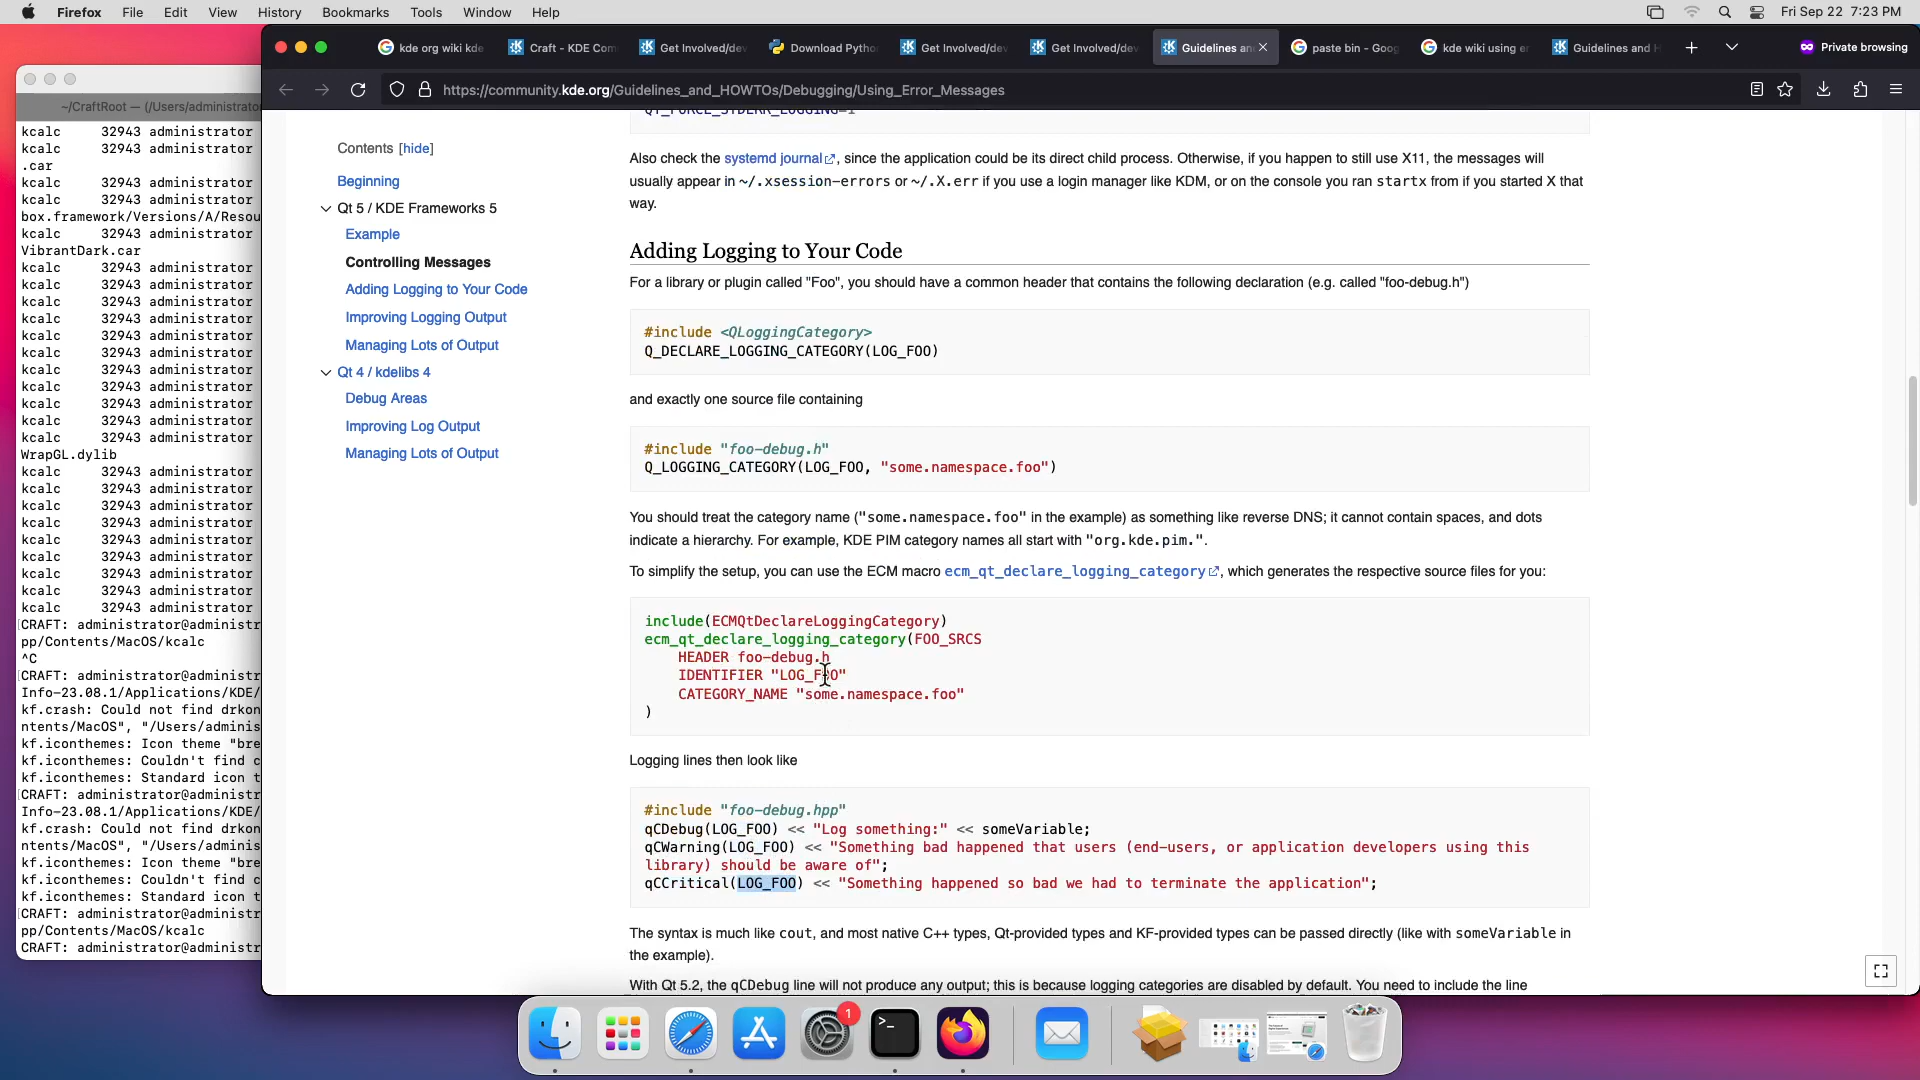 Firefox File Edit View History Bookmarks Tools Window Help Fri Sep 22 7:23 PM
kde org wiki kde Craft - KDE Com Get Involved/dev Download Pytho Get Involved/dev Get Involved/dev Guidelines an paste bin - Goog kde wiki using er Guidelines and H Private browsing
~/CraftRoot — (/Users/administrator
https://community.kde.org/Guidelines_and_HOWTOs/Debugging/Using_Error_Messages
kcalc 32943 administrator
kcalc 32943 administrator
.car
kcalc 32943 administrator
kcalc 32943 administrator
box.framework/Versions/A/Resou
kcalc 32943 administrator
VibrantDark.car
kcalc 32943 administrator
kcalc 32943 administrator
kcalc 32943 administrator
kcalc 32943 administrator
kcalc 32943 administrator
kcalc 32943 administrator
kcalc 32943 administrator
kcalc 32943 administrator
kcalc 32943 administrator
kcalc 32943 administrator
kcalc 32943 administrator
WrapGL.dylib
kcalc 32943 administrator
kcalc 32943 administrator
kcalc 32943 administrator
kcalc 32943 administrator
kcalc 32943 administrator
kcalc 32943 administrator
kcalc 32943 administrator
kcalc 32943 administrator
kcalc 32943 administrator
[CRAFT: administrator@administr
pp/Contents/MacOS/kcalc
^C
[CRAFT: administrator@administr
Info-23.08.1/Applications/KDE/
kf.crash: Could not find drkon
ntents/MacOS", "/Users/adminis
kf.iconthemes: Icon theme "bre
kf.iconthemes: Couldn't find c
kf.iconthemes: Standard icon t
[CRAFT: administrator@administr
Info-23.08.1/Applications/KDE/
kf.crash: Could not find drkon
ntents/MacOS", "/Users/adminis
kf.iconthemes: Icon theme "bre
kf.iconthemes: Couldn't find c
kf.iconthemes: Standard icon t
[CRAFT: administrator@administr
pp/Contents/MacOS/kcalc
CRAFT: administrator@administr
Contents [hide]
Beginning
Qt 5 / KDE Frameworks 5
Example
Controlling Messages
Adding Logging to Your Code
Improving Logging Output
Managing Lots of Output
Qt 4 / kdelibs 4
Debug Areas
Improving Log Output
Managing Lots of Output
QT_FORCE_STDERR_LOGGING=1
Also check the systemd journal, since the application could be its direct child process. Otherwise, if you happen to still use X11, the messages will
usually appear in ~/.xsession-errors or ~/.X.err if you use a login manager like KDM, or on the console you ran startx from if you started X that
way.
Adding Logging to Your Code
For a library or plugin called "Foo", you should have a common header that contains the following declaration (e.g. called "foo-debug.h")
#include <QLoggingCategory>
Q_DECLARE_LOGGING_CATEGORY(LOG_FOO)
and exactly one source file containing
#include "foo-debug.h"
Q_LOGGING_CATEGORY(LOG_FOO, "some.namespace.foo")
You should treat the category name ("some.namespace.foo" in the example) as something like reverse DNS; it cannot contain spaces, and dots
indicate a hierarchy. For example, KDE PIM category names all start with "org.kde.pim.".
To simplify the setup, you can use the ECM macro ecm_qt_declare_logging_category, which generates the respective source files for you:
include(ECMQtDeclareLoggingCategory)
ecm_qt_declare_logging_category(FOO_SRCS
HEADER foo-debug.h
IDENTIFIER "LOG_FOO"
CATEGORY_NAME "some.namespace.foo"
)
Logging lines then look like
#include "foo-debug.hpp"
qCDebug(LOG_FOO) << "Log something:" << someVariable;
qCWarning(LOG_FOO) << "Something bad happened that users (end-users, or application developers using this
library) should be aware of";
qCCritical(LOG_FOO) << "Something happened so bad we had to terminate the application";
The syntax is much like cout, and most native C++ types, Qt-provided types and KF-provided types can be passed directly (like with someVariable in
the example).
With Qt 5.2, the qCDebug line will not produce any output; this is because logging categories are disabled by default. You need to include the line
1